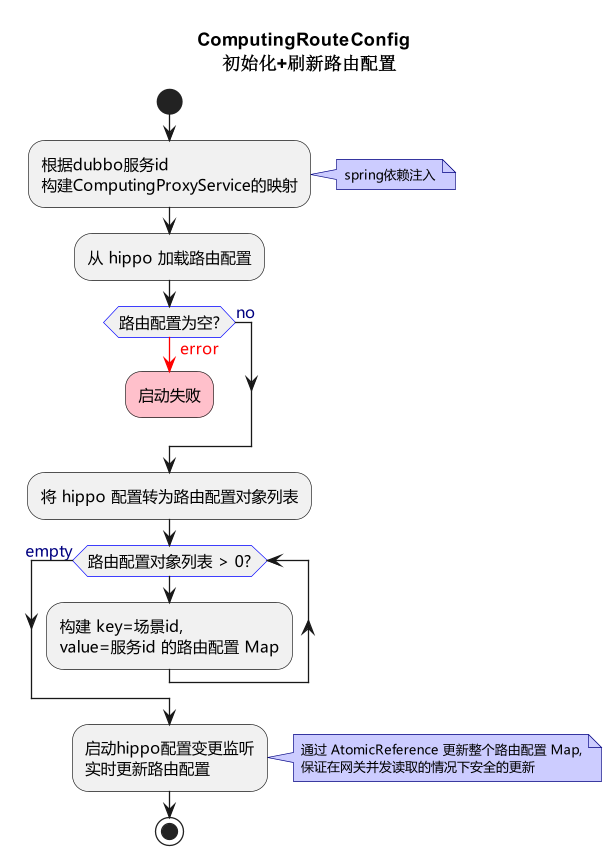 ComputingRouteConfig
初始化+刷新路由配置
根据dubbo服务id
构建ComputingProxyService的映射
spring依赖注入
从 hippo 加载路由配置
路由配置为空?
no
error
启动失败
将 hippo 配置转为路由配置对象列表
empty
路由配置对象列表 > 0?
构建 key=场景id,
value=服务id 的路由配置 Map
启动hippo配置变更监听
实时更新路由配置
通过 AtomicReference 更新整个路由配置 Map,
保证在网关并发读取的情况下安全的更新